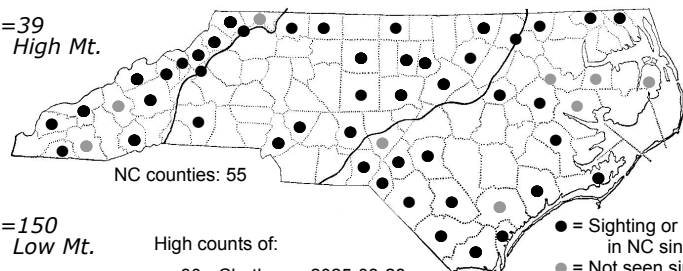 =39
High Mt.
NC counties: 55
=150
Low Mt.
High counts of:
= Sighting or
in NC sin
= Not seen si